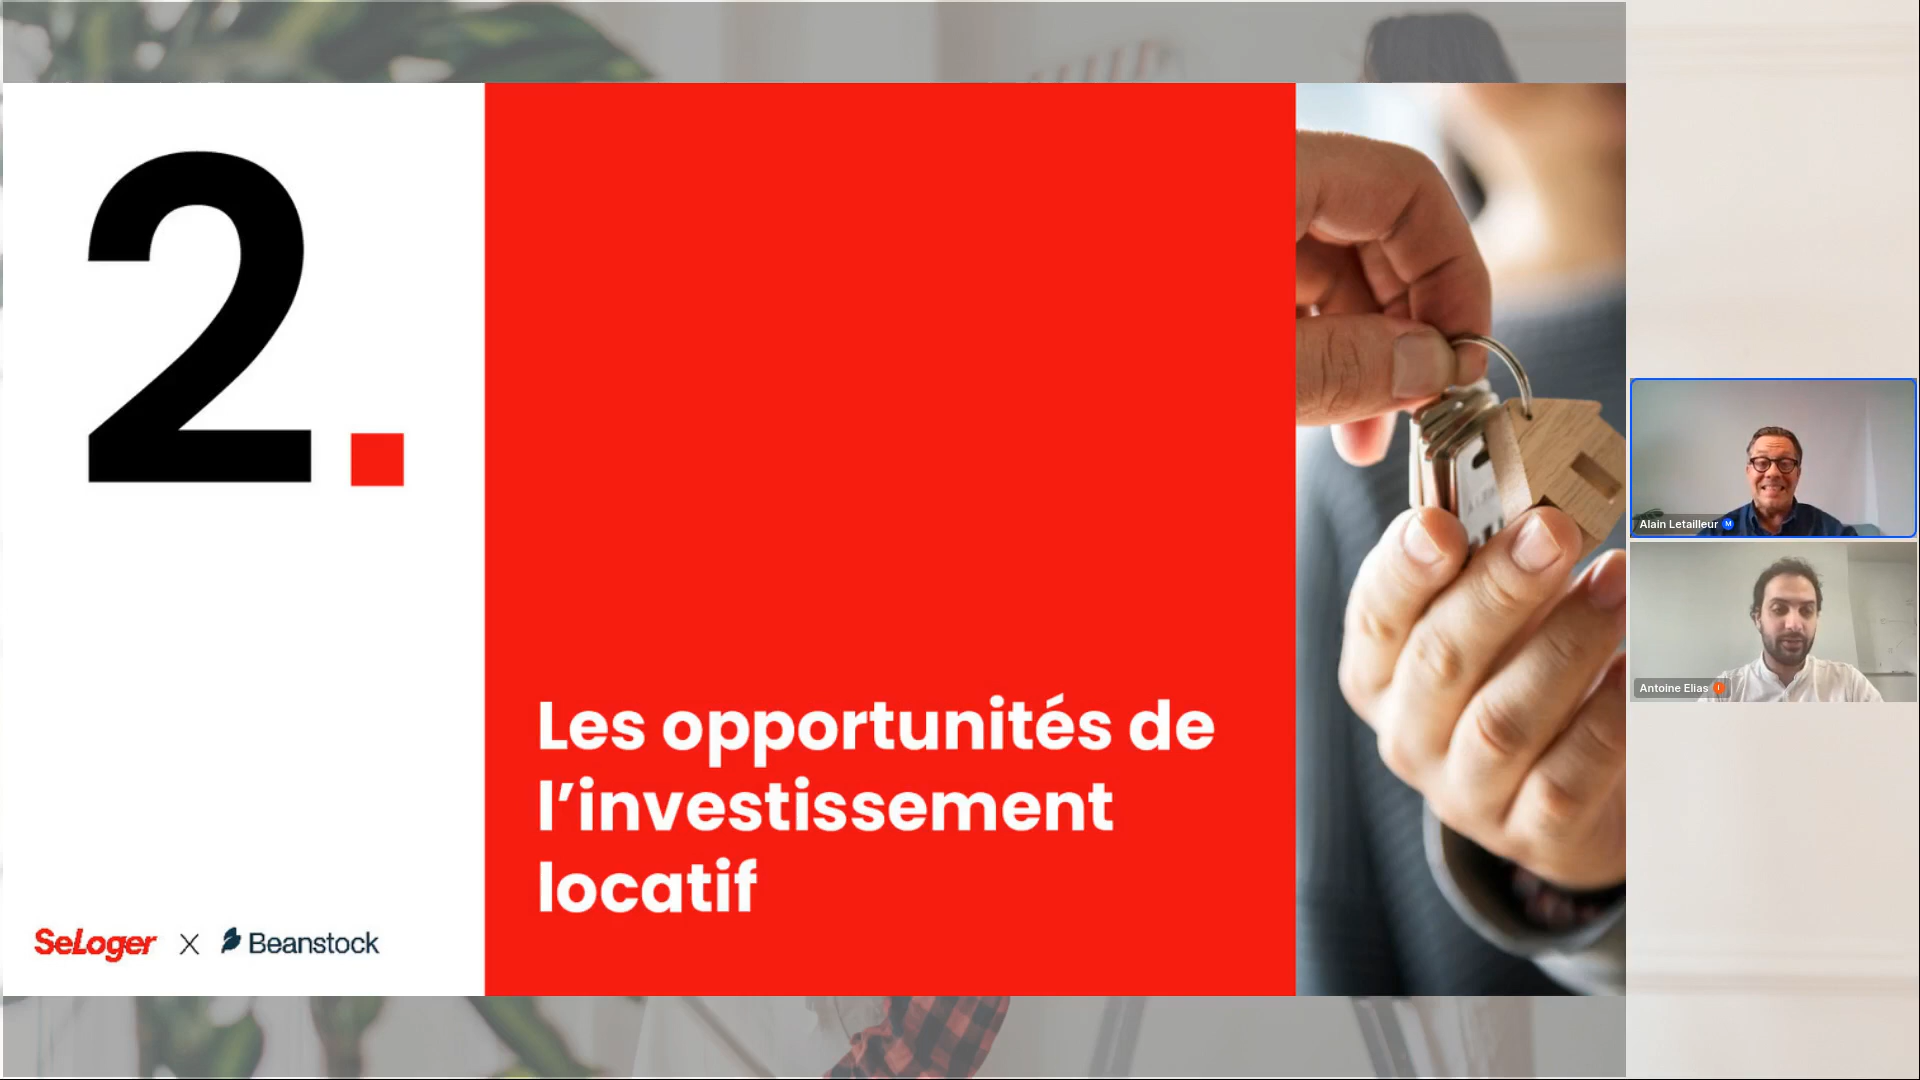 2.
Les opportunités de
l’investissement
locatif
SeLoger X Beanstock
Alain Letailleur M
Antoine Elias I